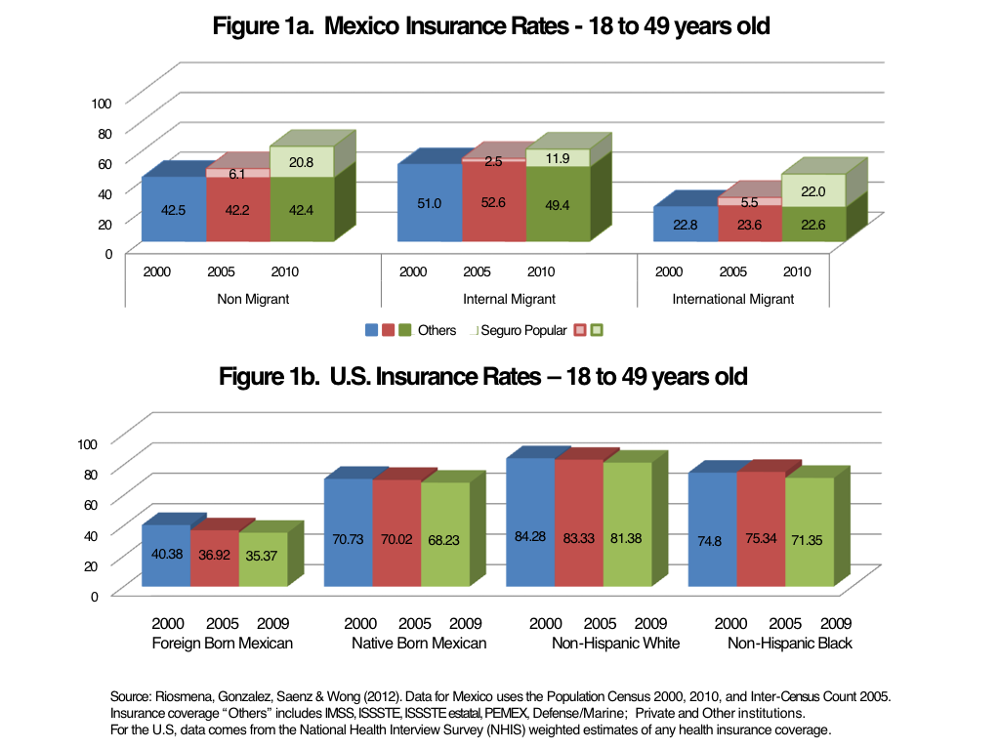 Figure 1a.  Mexico Insurance Rates - 18 to 49 years old
100
80
60
40
20
0
42.5
6.1
42.2
20.8
42.4
51.0
2.5
52.6
11.9
49.4
22.8
5.5
23.6
22.0
22.6
2000 2005 2010 2000 2005 2010 2000 2005 2010
Non Migrant Internal Migrant International Migrant
Others Seguro Popular
Figure 1b.  U.S. Insurance Rates – 18 to 49 years old
100
80
60
40
20
0
40.38 36.92 35.37 70.73 70.02 68.23 84.28 83.33 81.38 74.8 75.34 71.35
2000 2005 2009 2000 2005 2009 2000 2005 2009 2000 2005 2009
Foreign Born Mexican Native Born Mexican Non-Hispanic White Non-Hispanic Black
Source: Riosmena, Gonzalez, Saenz & Wong (2012). Data for Mexico uses the Population Census 2000, 2010, and Inter-Census Count 2005.
Insurance coverage “Others” includes IMSS, ISSSTE, ISSSTE estatal, PEMEX, Defense/Marine; Private and Other institutions.
For the U.S, data comes from the National Health Interview Survey (NHIS) weighted estimates of any health insurance coverage.